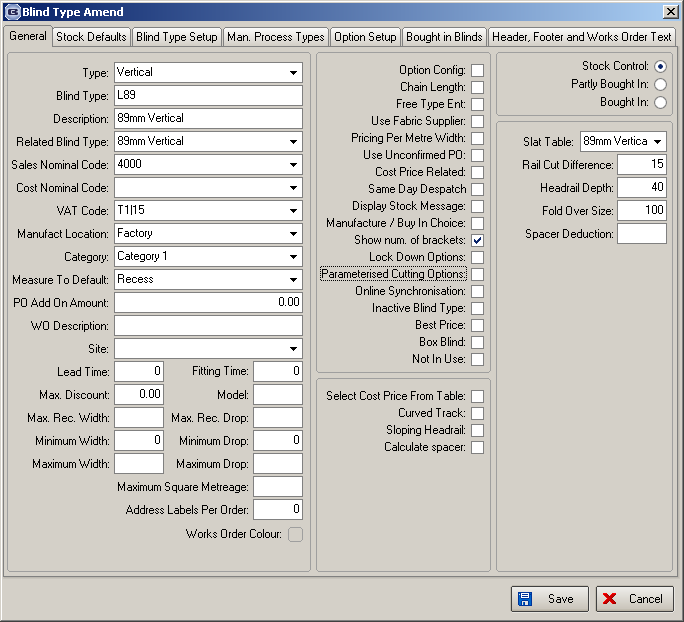 Blind Type Amend
General
Stock Defaults
Blind Type Setup
Man. Process Types
Option Setup
Bought in Blinds
Header, Footer and Works Order Text
Type: Vertical
Blind Type: L89
Description: 89mm Vertical
Related Blind Type: 89mm Vertical
Sales Nominal Code: 4000
Cost Nominal Code:
VAT Code: T1|15
Manufact Location: Factory
Category: Category 1
Measure To Default: Recess
PO Add On Amount: 0.00
WO Description:
Site:
Lead Time: 0 Fitting Time: 0
Max. Discount: 0.00 Model:
Max. Rec. Width: Max. Rec. Drop:
Minimum Width: 0 Minimum Drop: 0
Maximum Width: Maximum Drop:
Maximum Square Metreage:
Address Labels Per Order: 0
Works Order Colour:
Option Config:
Chain Length:
Free Type Ent:
Use Fabric Supplier:
Pricing Per Metre Width:
Use Unconfirmed PO:
Cost Price Related:
Same Day Despatch
Display Stock Message:
Manufacture / Buy In Choice:
Show num. of brackets:
Lock Down Options:
Parameterised Cutting Options:
Online Synchronisation:
Inactive Blind Type:
Best Price:
Box Blind:
Not In Use:
Select Cost Price From Table:
Curved Track:
Sloping Headrail:
Calculate spacer:
Stock Control:
Partly Bought In:
Bought In:
Slat Table: 89mm Vertica
Rail Cut Difference: 15
Headrail Depth: 40
Fold Over Size: 100
Spacer Deduction:
Save
Cancel